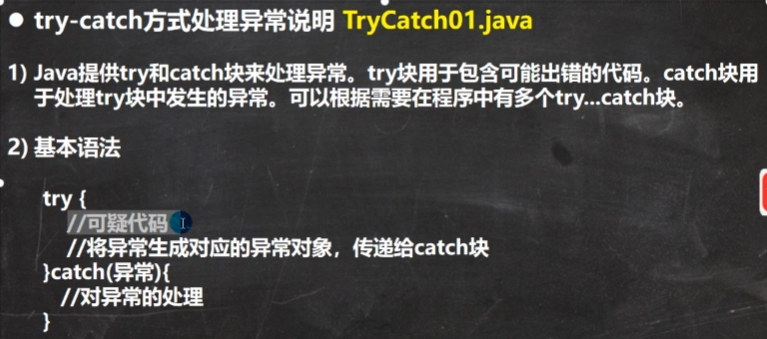 ● try-catch方式处理异常说明 TryCatch01.java
1) Java提供try和catch块来处理异常。try块用于包含可能出错的代码。catch块用
于处理try块中发生的异常。可以根据需要在程序中有多个try...catch块。
2) 基本语法
try {
//可疑代码
//将异常生成对应的异常对象，传递给catch块
}catch(异常){
//对异常的处理
}